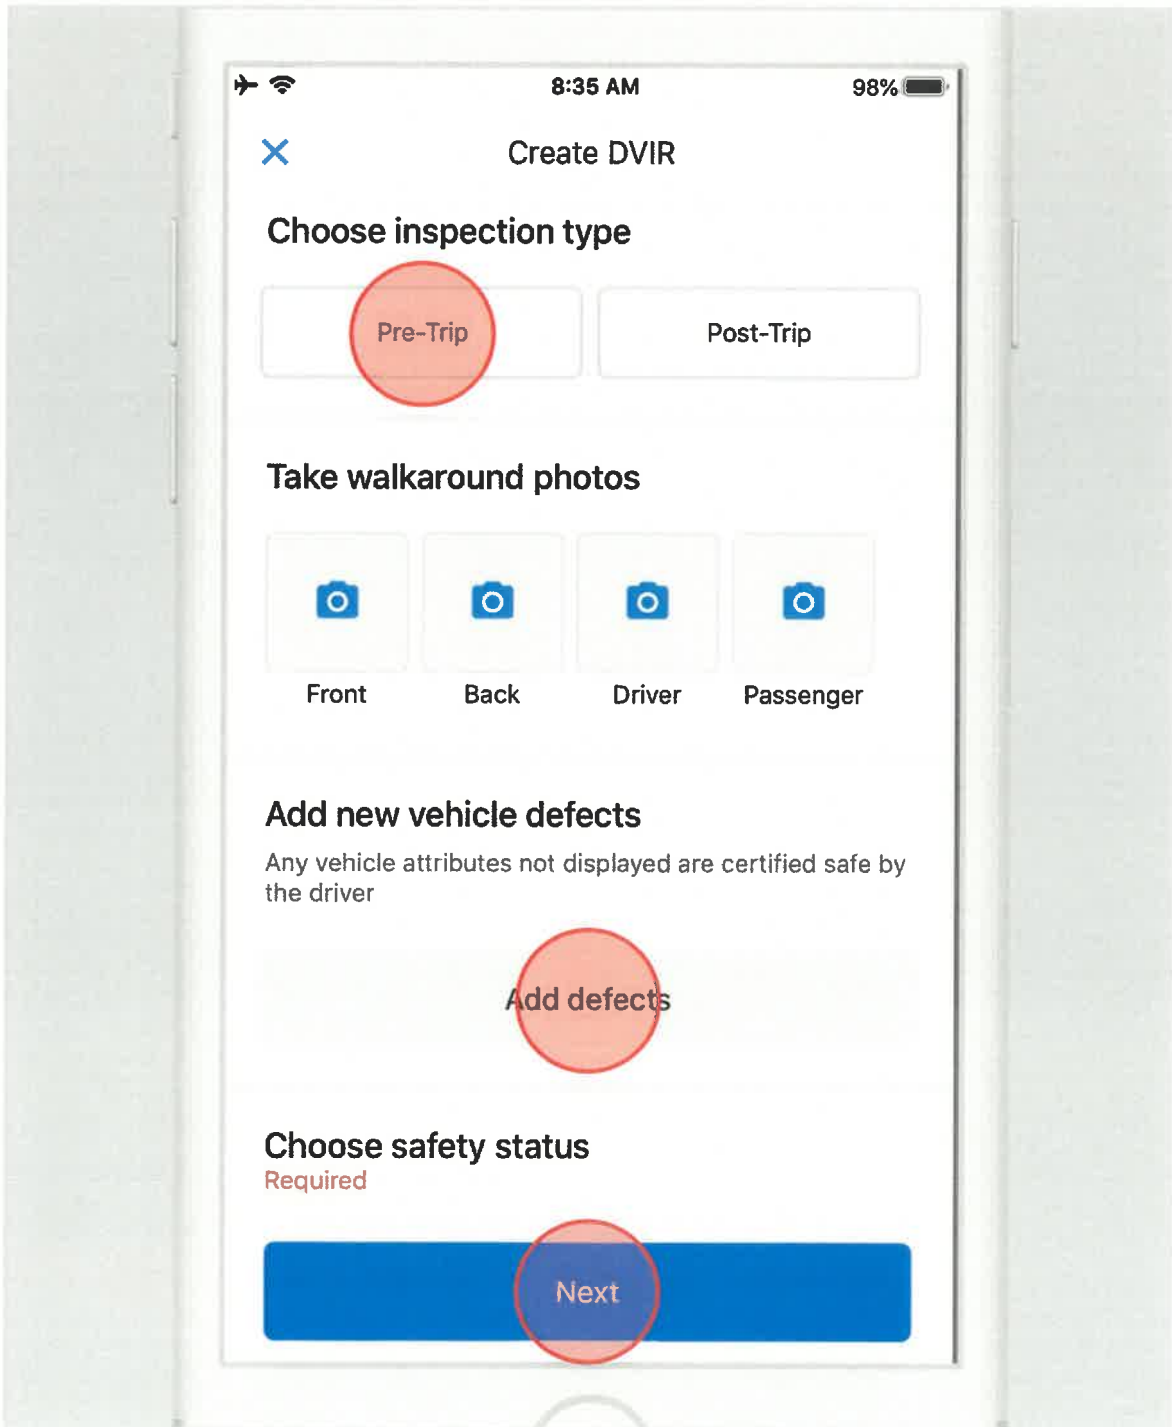 8:35 AM
98%
Create DVIR
Choose inspection type
Pre-Trip
Post-Trip
Take walkaround photos
Front
Back
Driver
Passenger
Add new vehicle defects
Any vehicle attributes not displayed are certified safe by
the driver
Add defects
Choose safety status
Required
Next